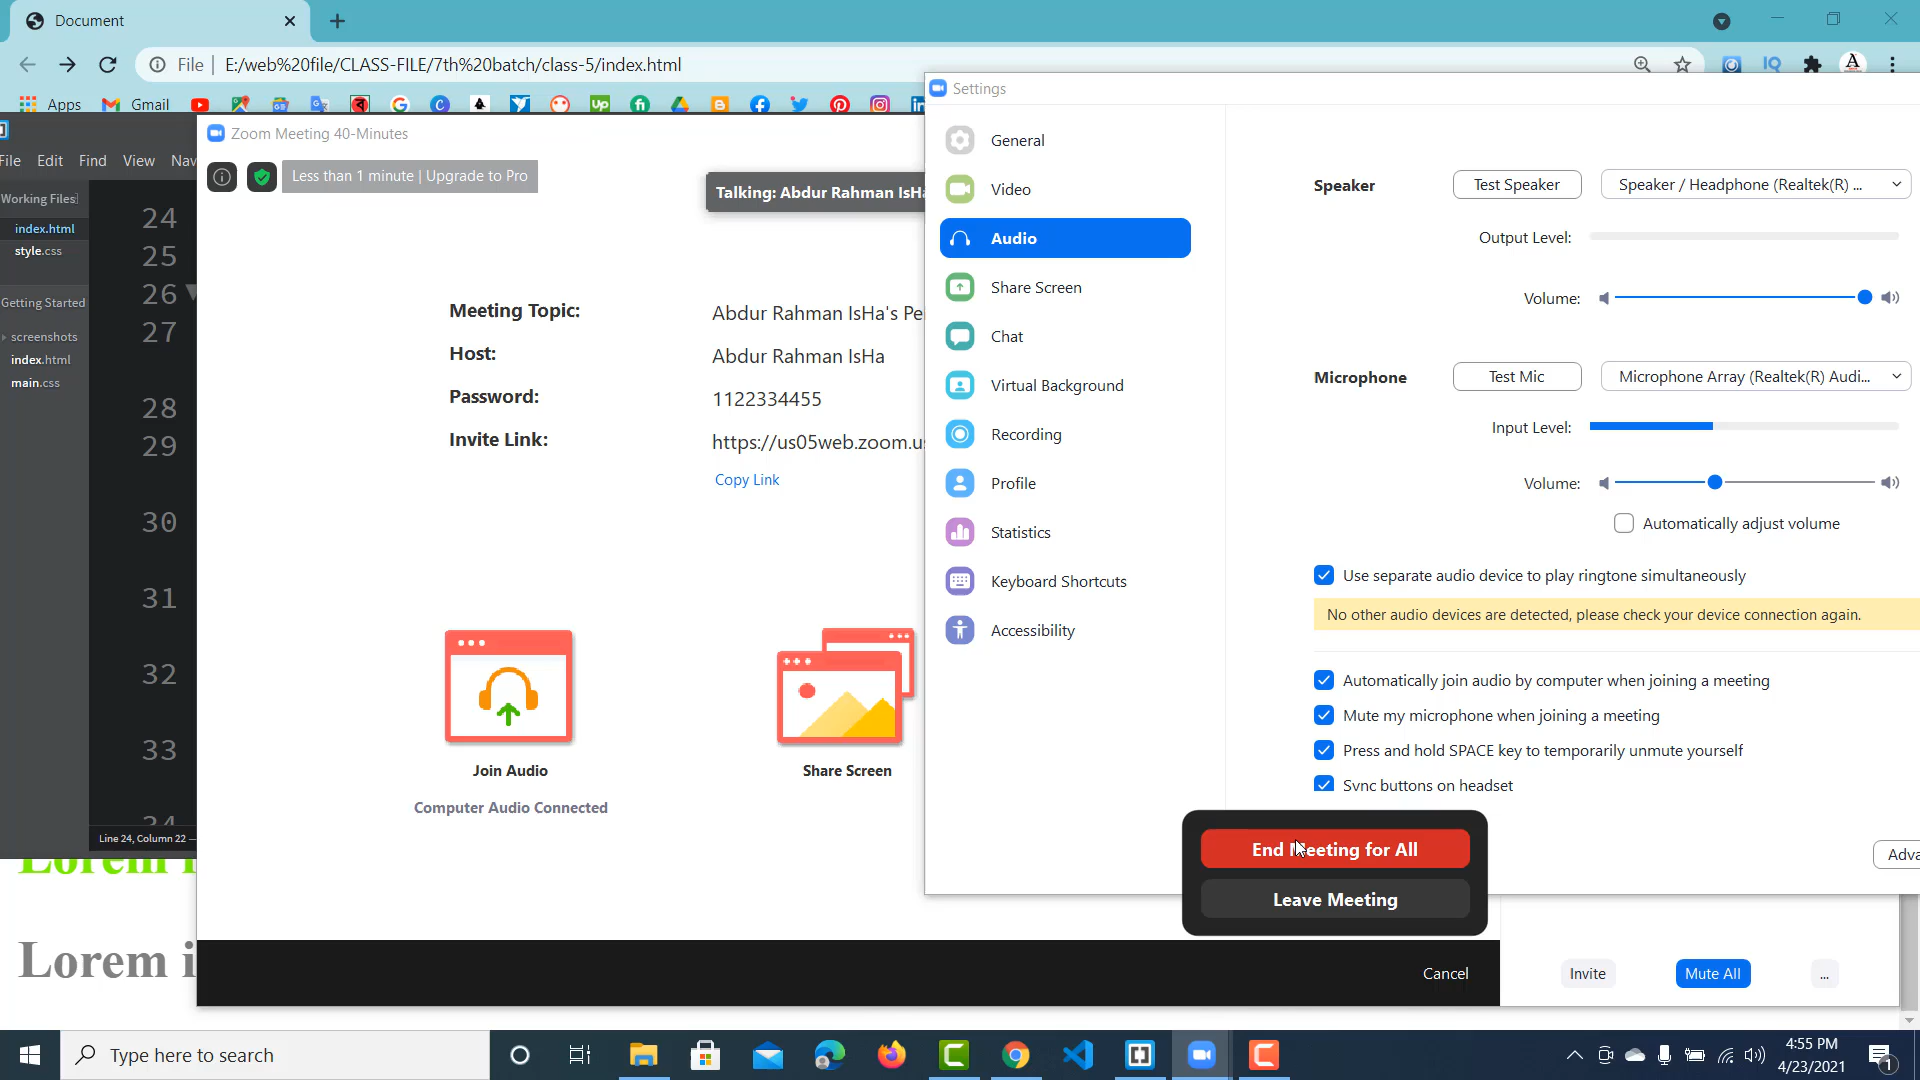 Document
File
E:/web%20file/CLASS-FILE/7th%20batch/class-5/index.html
IQ
A
Apps
Gmail
Settings
Zoom Meeting 40-Minutes
File Edit Find View Nav
Less than 1 minute | Upgrade to Pro
Talking: Abdur Rahman IsHa
Working Files
index.html
style.css
Getting Started
screenshots
index.html
main.css
24
25
26
27
28
29
30
31
32
33
34
Line 24, Column 22 —
Meeting Topic:
Abdur Rahman IsHa's Pe
Host:
Abdur Rahman IsHa
Password:
1122334455
Invite Link:
https://us05web.zoom.us
Copy Link
Join Audio
Computer Audio Connected
Share Screen
General
Video
Audio
Share Screen
Chat
Virtual Background
Recording
Profile
Statistics
Keyboard Shortcuts
Accessibility
Speaker
Test Speaker
Speaker / Headphone (Realtek(R) ...
Output Level:
Volume:
Microphone
Test Mic
Microphone Array (Realtek(R) Audi...
Input Level:
Volume:
Automatically adjust volume
Use separate audio device to play ringtone simultaneously
No other audio devices are detected, please check your device connection again.
Automatically join audio by computer when joining a meeting
Mute my microphone when joining a meeting
Press and hold SPACE key to temporarily unmute yourself
Sync buttons on headset
Adva
End Meeting for All
Leave Meeting
Cancel
Invite
Mute All
...
Lorem i
Lorem i
Type here to search
4:55 PM
4/23/2021
1